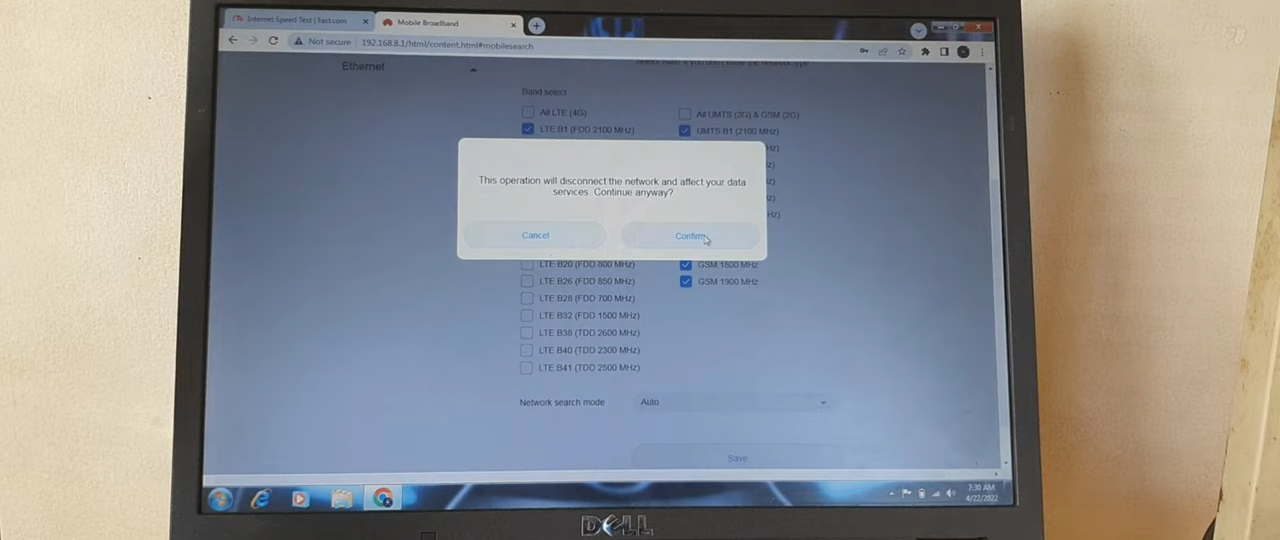 Internet Speed Test | Fast.com
Mobile Broadband
Not secure
192.168.8.1/html/content.html#mobilesearch
Ethernet
Band select
All LTE (4G)
All UMTS (3G) & GSM (2G)
LTE B1 (FDD 2100 MHz)
UMTS B1 (2100 MHz)
Hz)
z)
z)
z)
Hz)
This operation will disconnect the network and affect your data
services. Continue anyway?
Cancel
Confirm
LTE B20 (FDD 800 MHz)
GSM 1800 MHz
LTE B26 (FDD 850 MHz)
GSM 1900 MHz
LTE B28 (FDD 700 MHz)
LTE B32 (FDD 1500 MHz)
LTE B38 (TDD 2600 MHz)
LTE B40 (TDD 2300 MHz)
LTE B41 (TDD 2500 MHz)
Network search mode
Auto
Save
7:30 AM
4/22/2022
DELL